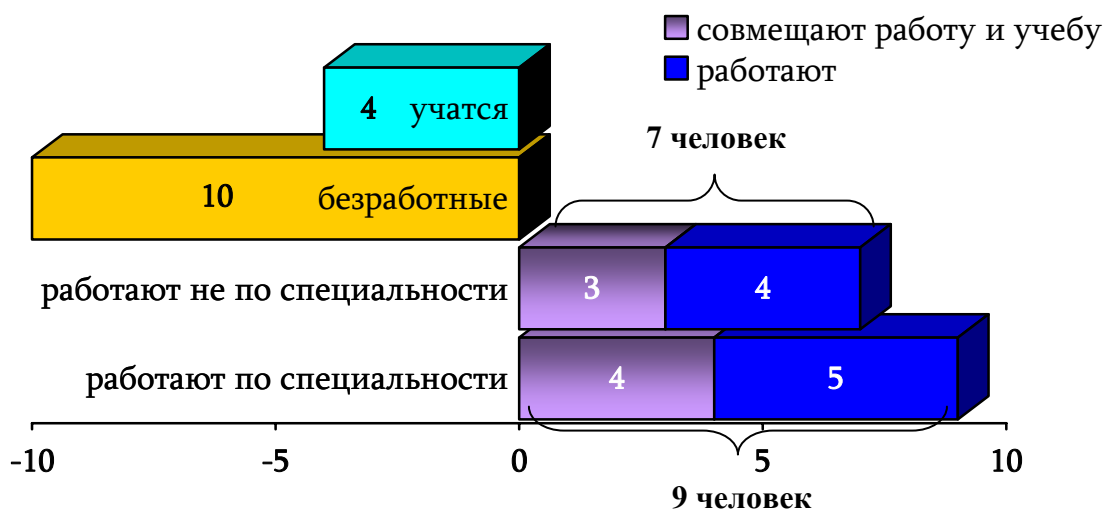 совмещают работу и учебу
работают
4 учатся
7 человек
10 безработные
работают не по специальности 3 4
работают по специальности 4 5
-10 -5 0 5 10
9 человек